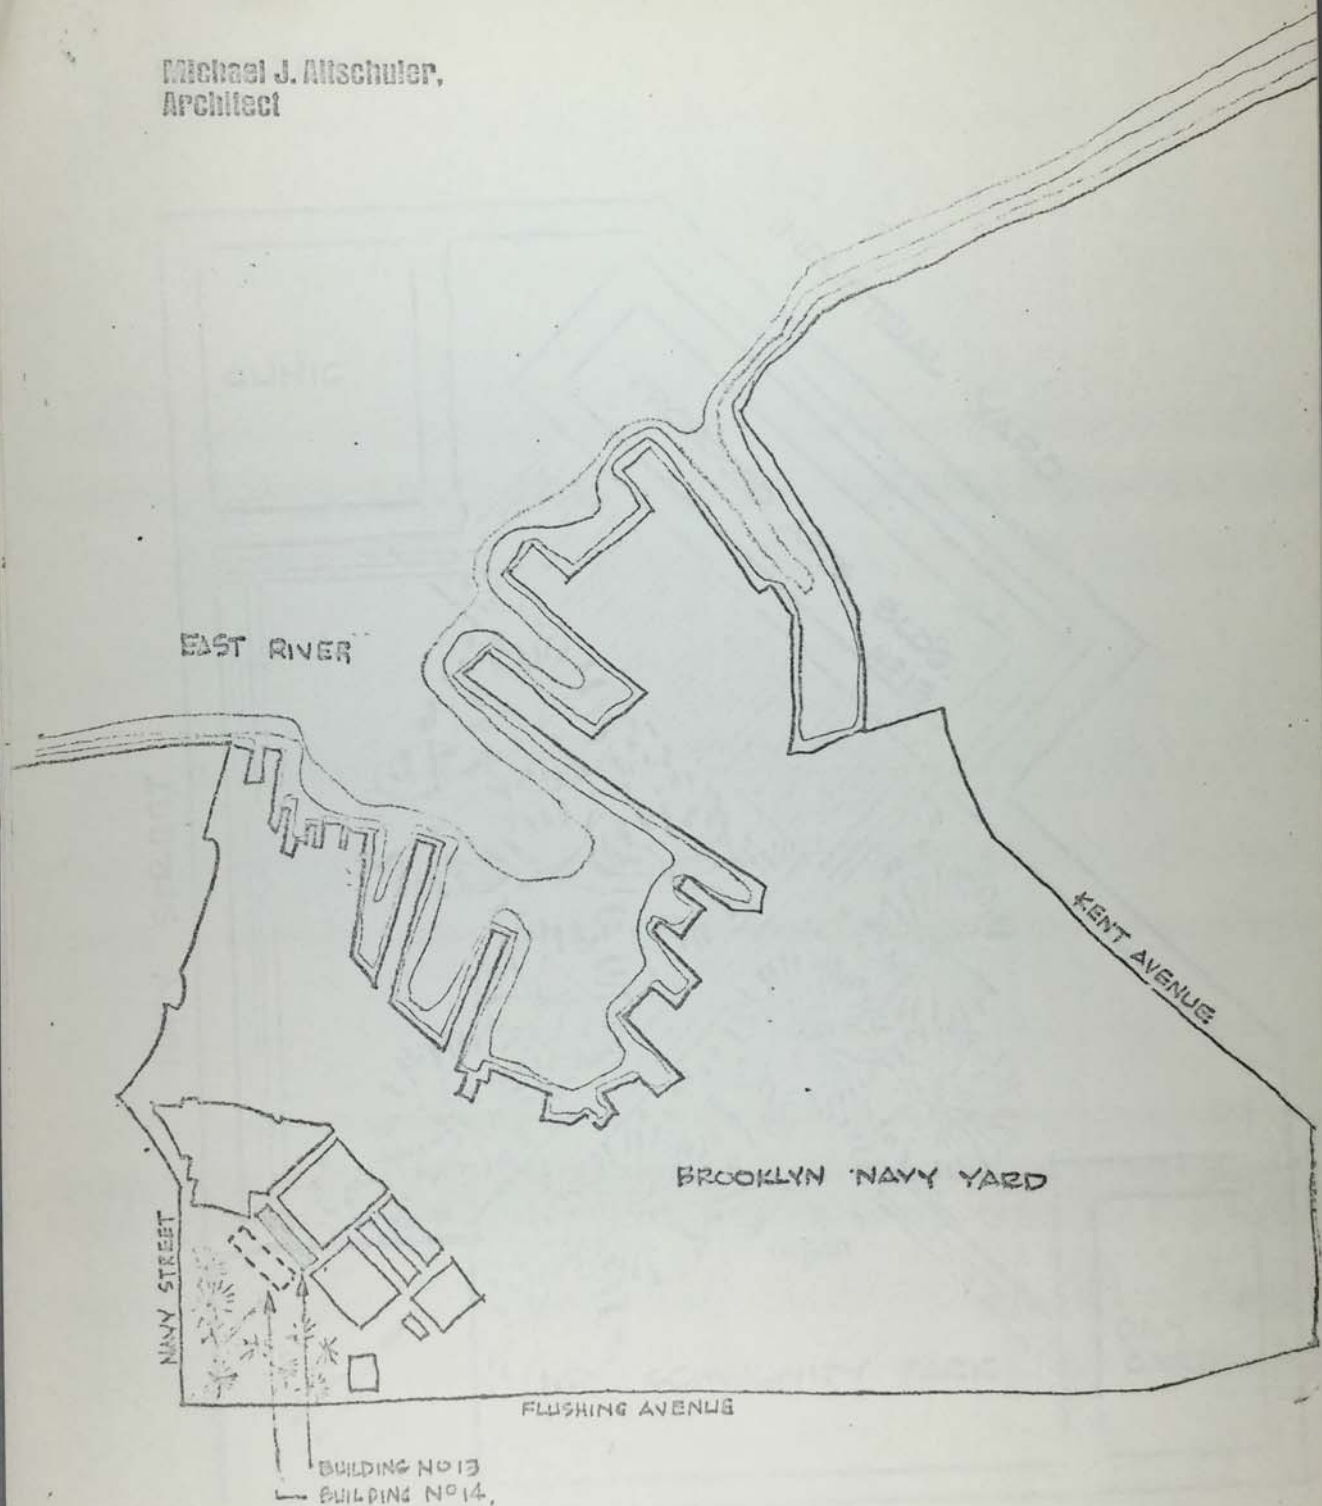 Michael J. Altschuler,
Architect
EAST RIVER
KENT AVENUE
BROOKLYN NAVY YARD
NAVY STREET
FLUSHING AVENUE
BUILDING No 13
BUILDING No 14.